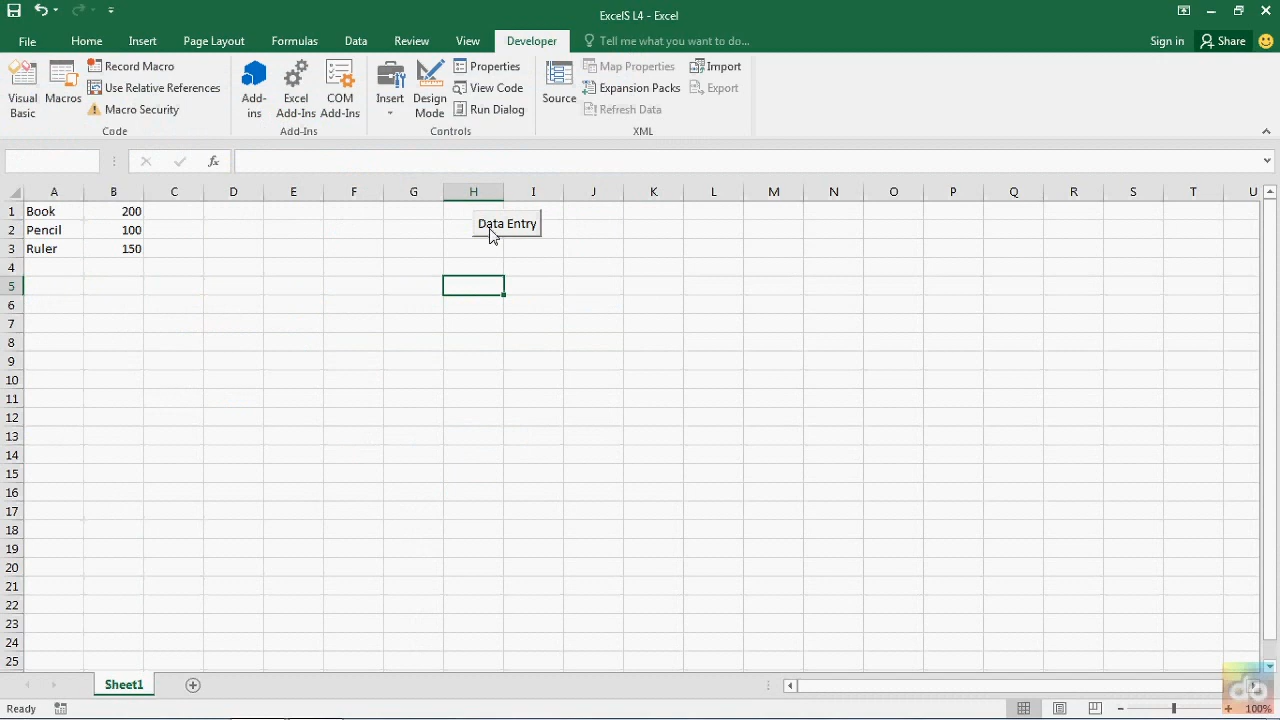 ExcelS L4 - Excel
File Home Insert Page Layout Formulas Data Review View Developer Tell me what you want to do... Sign in Share
Visual Basic
Macros
Record Macro
Use Relative References
Macro Security
Code
Add-ins
Excel Add-Ins
COM Add-Ins
Add-Ins
Insert
Design Mode
Properties
View Code
Run Dialog
Controls
Source
Map Properties
Expansion Packs
Refresh Data
Import
Export
XML
fx
A B C D E F G H I J K L M N O P Q R S T U
1 Book 200
Data Entry
2 Pencil 100
3 Ruler 150
4
5
6
7
8
9
10
11
12
13
14
15
16
17
18
19
20
21
22
23
24
25
Sheet1
Ready
100%